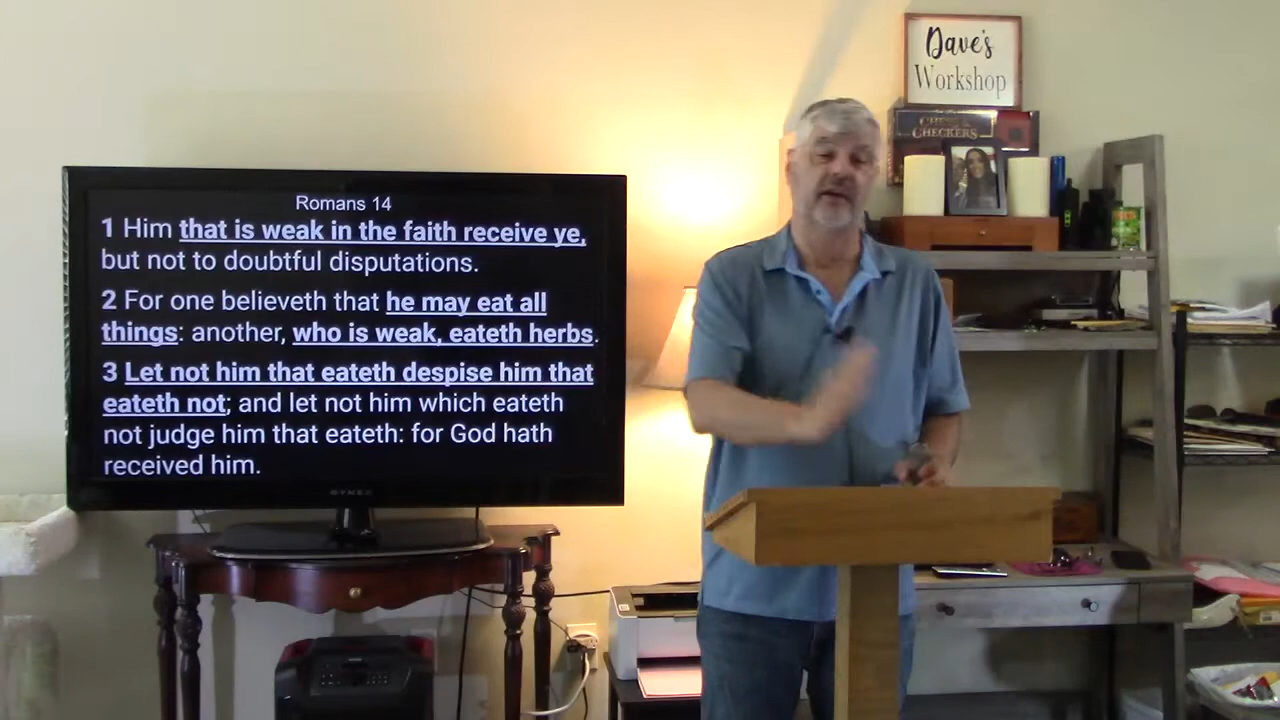 Dave's
Workshop
CHESS &
CHECKERS
Romans 14
1 Him that is weak in the faith receive ye,
but not to doubtful disputations.
2 For one believeth that he may eat all
things: another, who is weak, eateth herbs.
3 Let not him that eateth despise him that
eateth not; and let not him which eateth
not judge him that eateth: for God hath
received him.
DYNEX